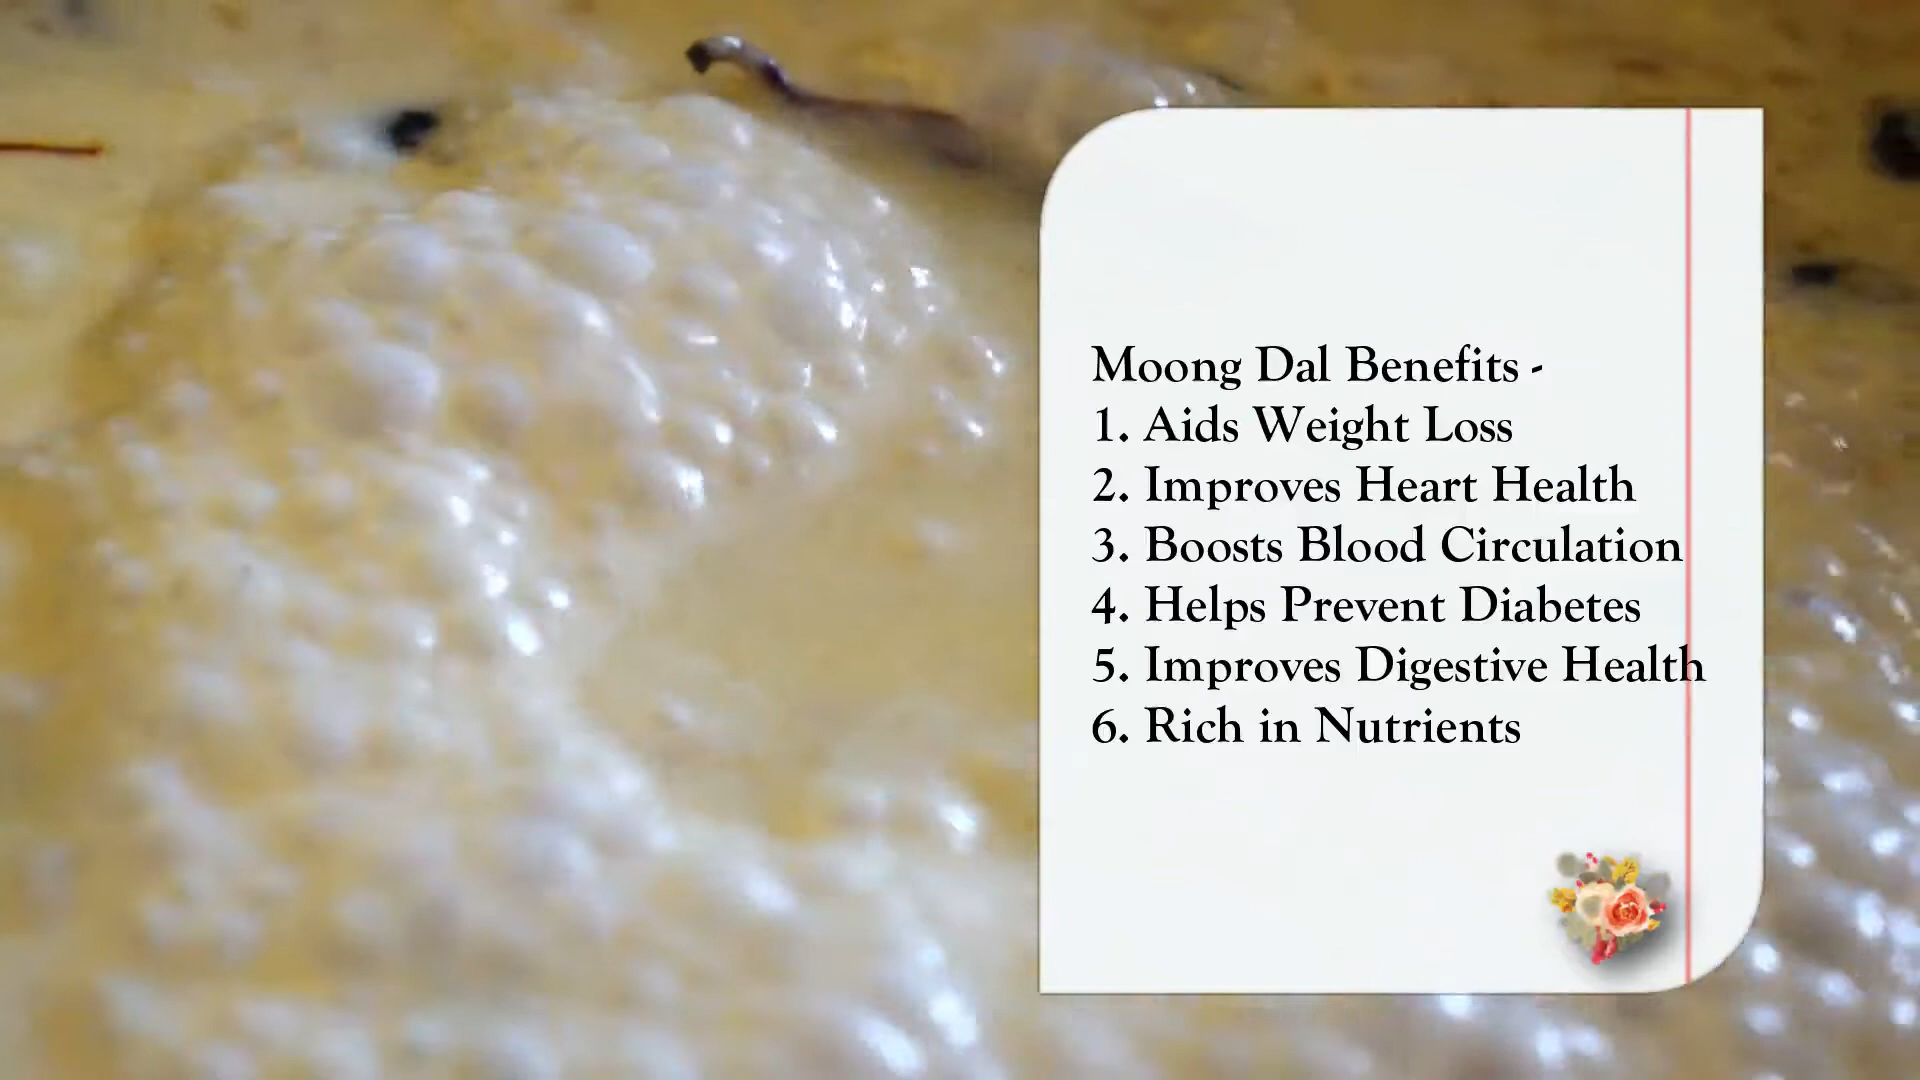 Moong Dal Benefits -
1. Aids Weight Loss
2. Improves Heart Health
3. Boosts Blood Circulation
4. Helps Prevent Diabetes
5. Improves Digestive Health
6. Rich in Nutrients